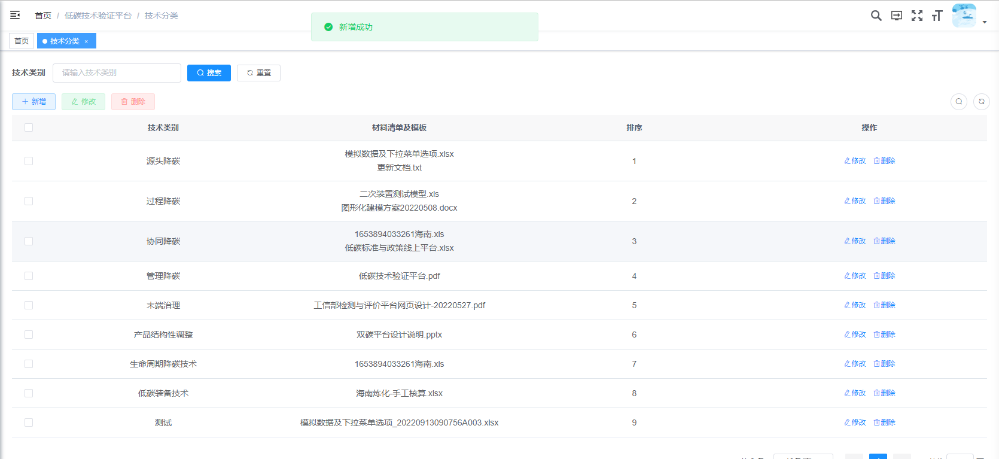 首页 / 低碳技术验证平台 / 技术分类
新增成功
首页
技术分类 ×
技术类别 请输入技术类别 搜索 重置
新增 修改 删除
技术类别 材料清单及模板 排序 操作
源头降碳 模拟数据及下拉菜单选项.xlsx 1 修改 删除
更新文档.txt
过程降碳 二次装置测试模型.xls 2 修改 删除
图形化建模方案20220508.docx
协同降碳 1653894033261海南.xls 3 修改 删除
低碳标准与政策线上平台.xlsx
管理降碳 低碳技术验证平台.pdf 4 修改 删除
末端治理 工信部检测与评价平台网页设计-20220527.pdf 5 修改 删除
产品结构性调整 双碳平台设计说明.pptx 6 修改 删除
生命周期降碳技术 1653894033261海南.xls 7 修改 删除
低碳装备技术 海南炼化-手工核算.xlsx 8 修改 删除
测试 模拟数据及下拉菜单选项_20220913090756A003.xlsx 9 修改 删除